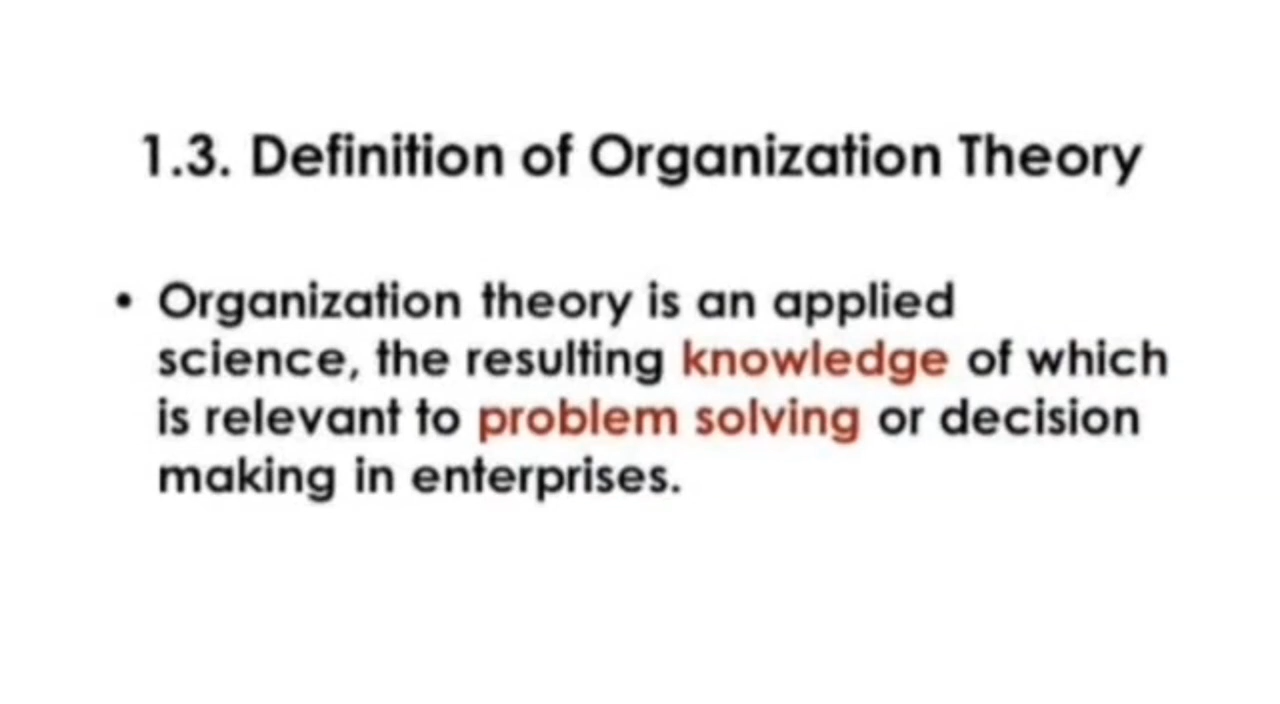 1.3. Definition of Organization Theory
• Organization theory is an applied
science, the resulting knowledge of which
is relevant to problem solving or decision
making in enterprises.